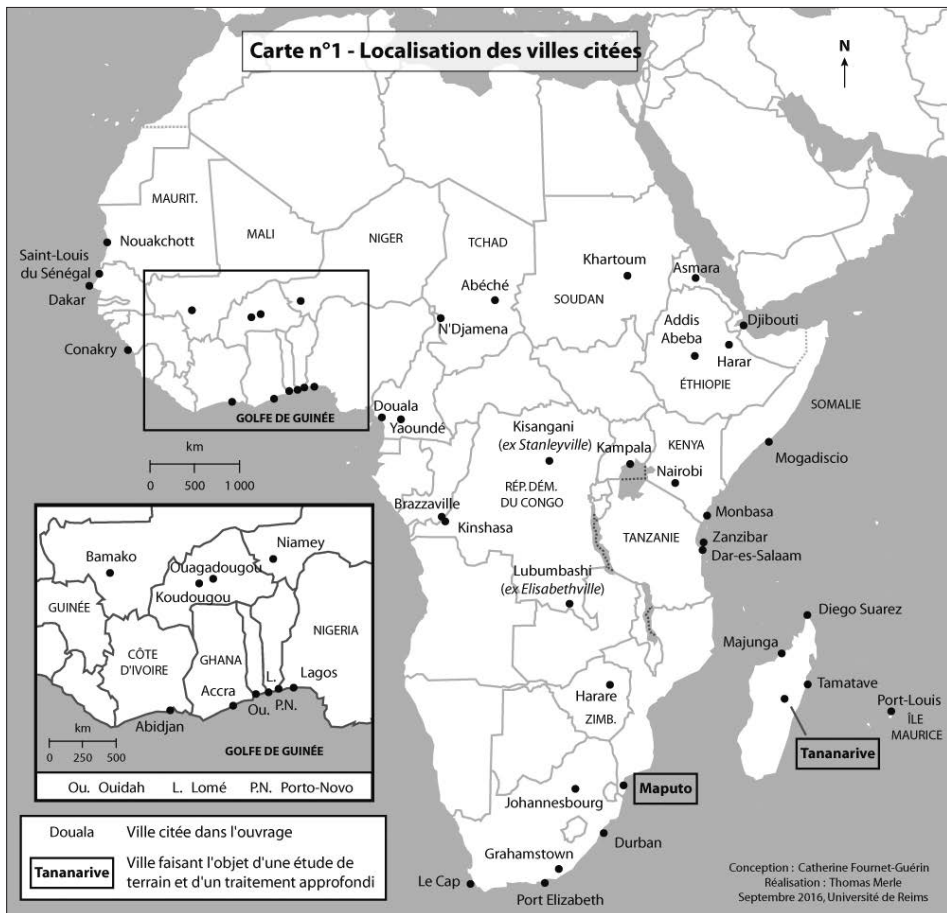 Carte n°1 - Localisation des villes citées
N
MAURIT.
MALI
NIGER
TCHAD
Nouakchott
Saint-Louis
du Sénégal
Dakar
Conakry
Khartoum
SOUDAN
Asmara
Abéché
N'Djamena
Djibouti
Addis
Abeba
Harar
ÉTHIOPIE
GOLFE DE GUINÉE
Douala
Yaoundé
Kisangani
(ex Stanleyville)
Kampala
KENYA
Nairobi
SOMALIE
Mogadiscio
km
0 500 1 000
RÉP. DÉM.
DU CONGO
Brazzaville
Kinshasa
Monbasa
TANZANIE
Zanzibar
Dar-es-Salaam
Lubumbashi
(ex Elisabethville)
Diego Suarez
Majunga
Tamatave
Port-Louis
ÎLE
MAURICE
Tananarive
Harare
ZIMB.
Maputo
Johannesbourg
Durban
Grahamstown
Le Cap
Port Elizabeth
Bamako
Niamey
Ouagadougou
Koudougou
GUINÉE
CÔTE
D'IVOIRE
GHANA
NIGERIA
L.
Lagos
Accra
Ou.
P.N.
Abidjan
km
0 250 500
GOLFE DE GUINÉE
Ou. Ouidah L. Lomé P.N. Porto-Novo
Douala Ville citée dans l'ouvrage
Tananarive Ville faisant l'objet d'une étude de
terrain et d'un traitement approfondi
Conception : Catherine Fournet-Guérin
Réalisation : Thomas Merle
Septembre 2016, Université de Reims